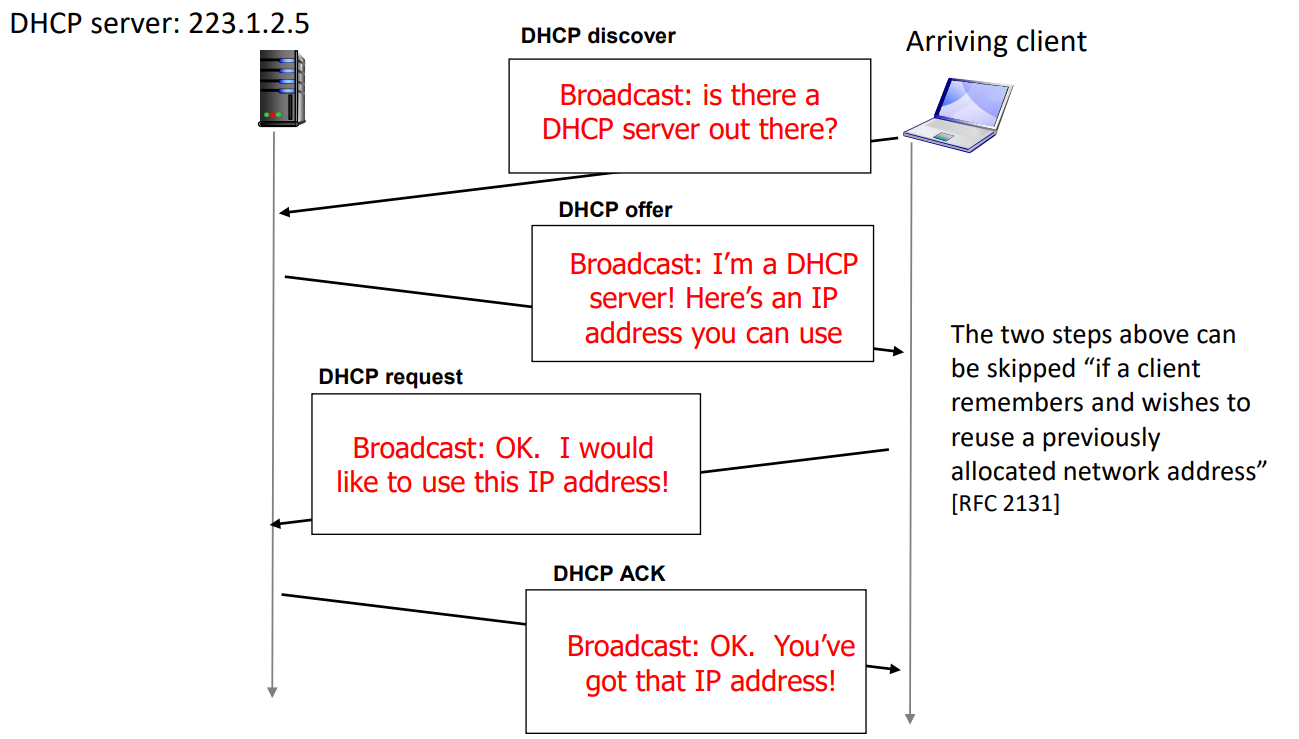 DHCP server: 223.1.2.5
DHCP discover
Arriving client
Broadcast: is there a
DHCP server out there?
DHCP offer
Broadcast: I’m a DHCP
server! Here’s an IP
address you can use
The two steps above can
be skipped “if a client
remembers and wishes to
reuse a previously
allocated network address”
[RFC 2131]
DHCP request
Broadcast: OK. I would
like to use this IP address!
DHCP ACK
Broadcast: OK. You’ve
got that IP address!